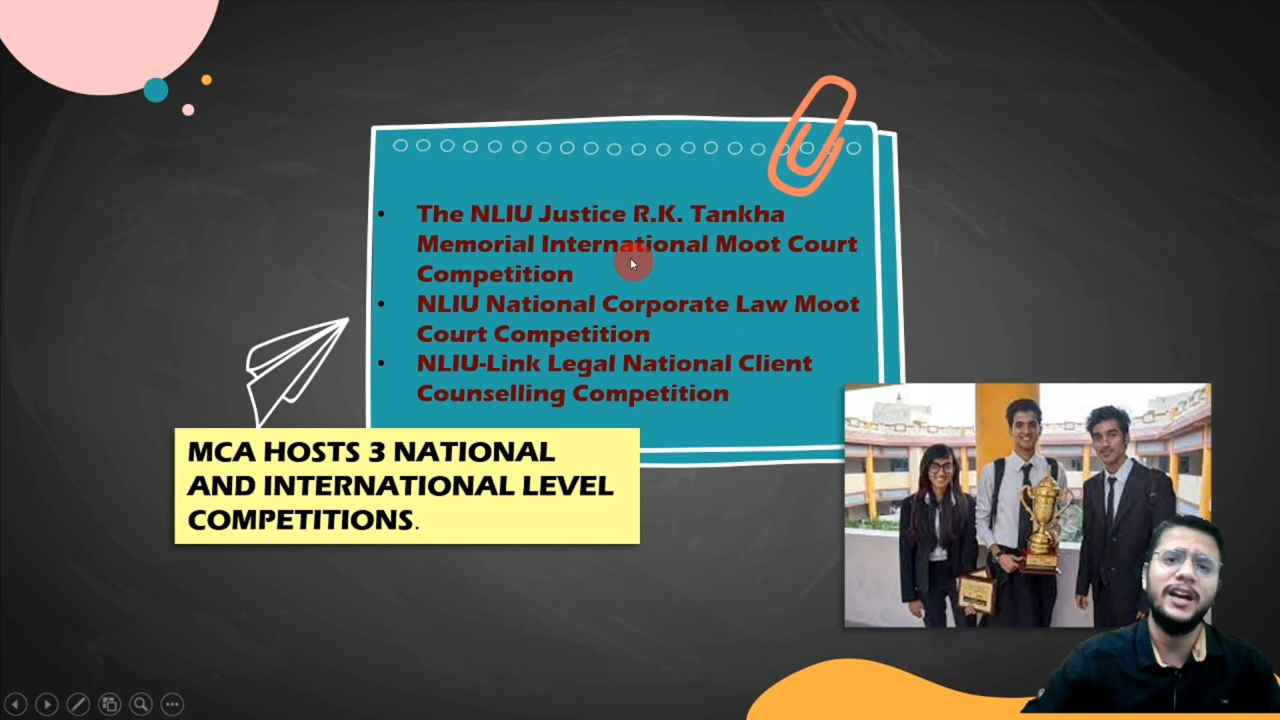 The NLIU Justice R.K. Tankha
Memorial International Moot Court
Competition
NLIU National Corporate Law Moot
Court Competition
NLIU-Link Legal National Client
Counselling Competition
MCA HOSTS 3 NATIONAL
AND INTERNATIONAL LEVEL
COMPETITIONS.